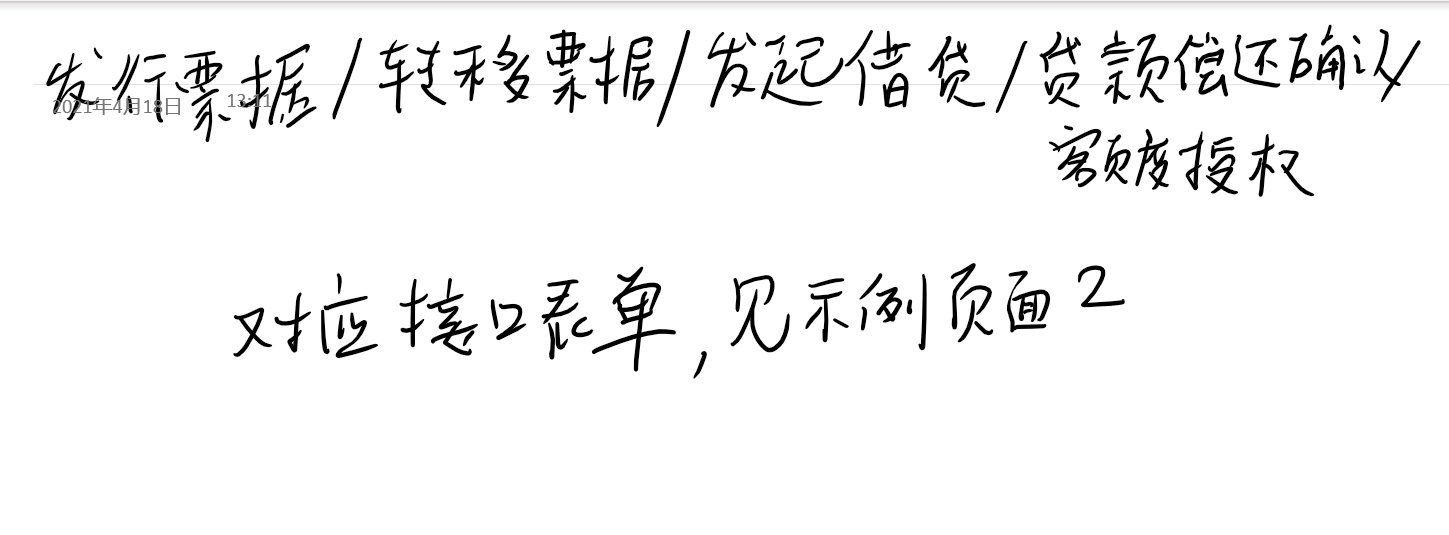 发行票据/转移票据/发起借贷/贷款偿还确认/
2021年4月18日 13:11
额度授权
对应接口表单,见示例页面2